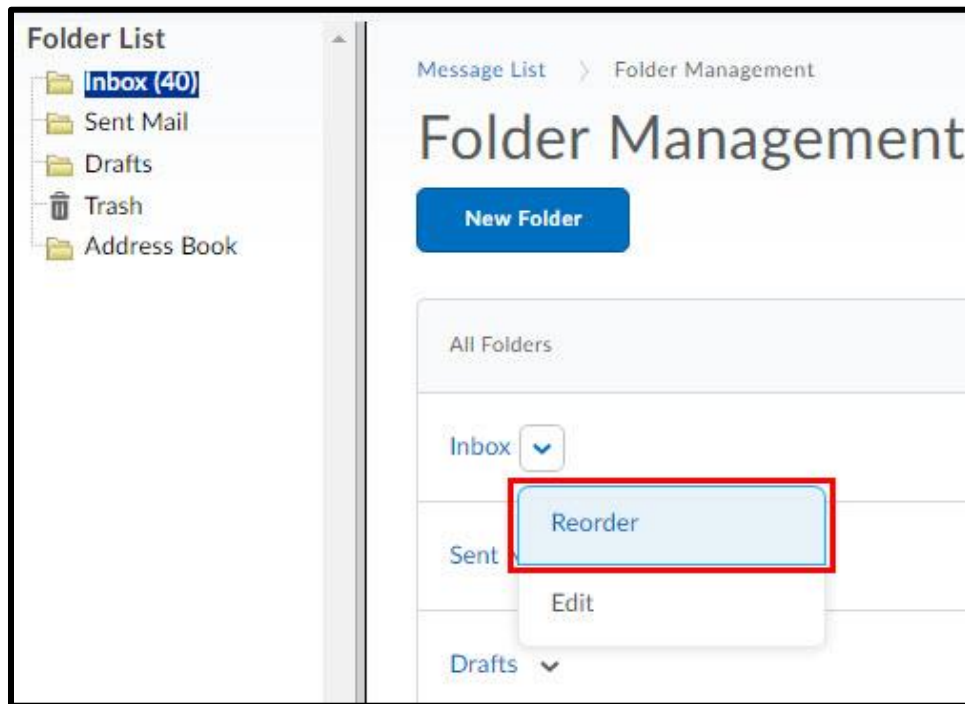 Folder List
Inbox (40)
Sent Mail
Drafts
Trash
Address Book
Message List > Folder Management
Folder Management
New Folder
All Folders
Inbox
Reorder
Sent
Edit
Drafts